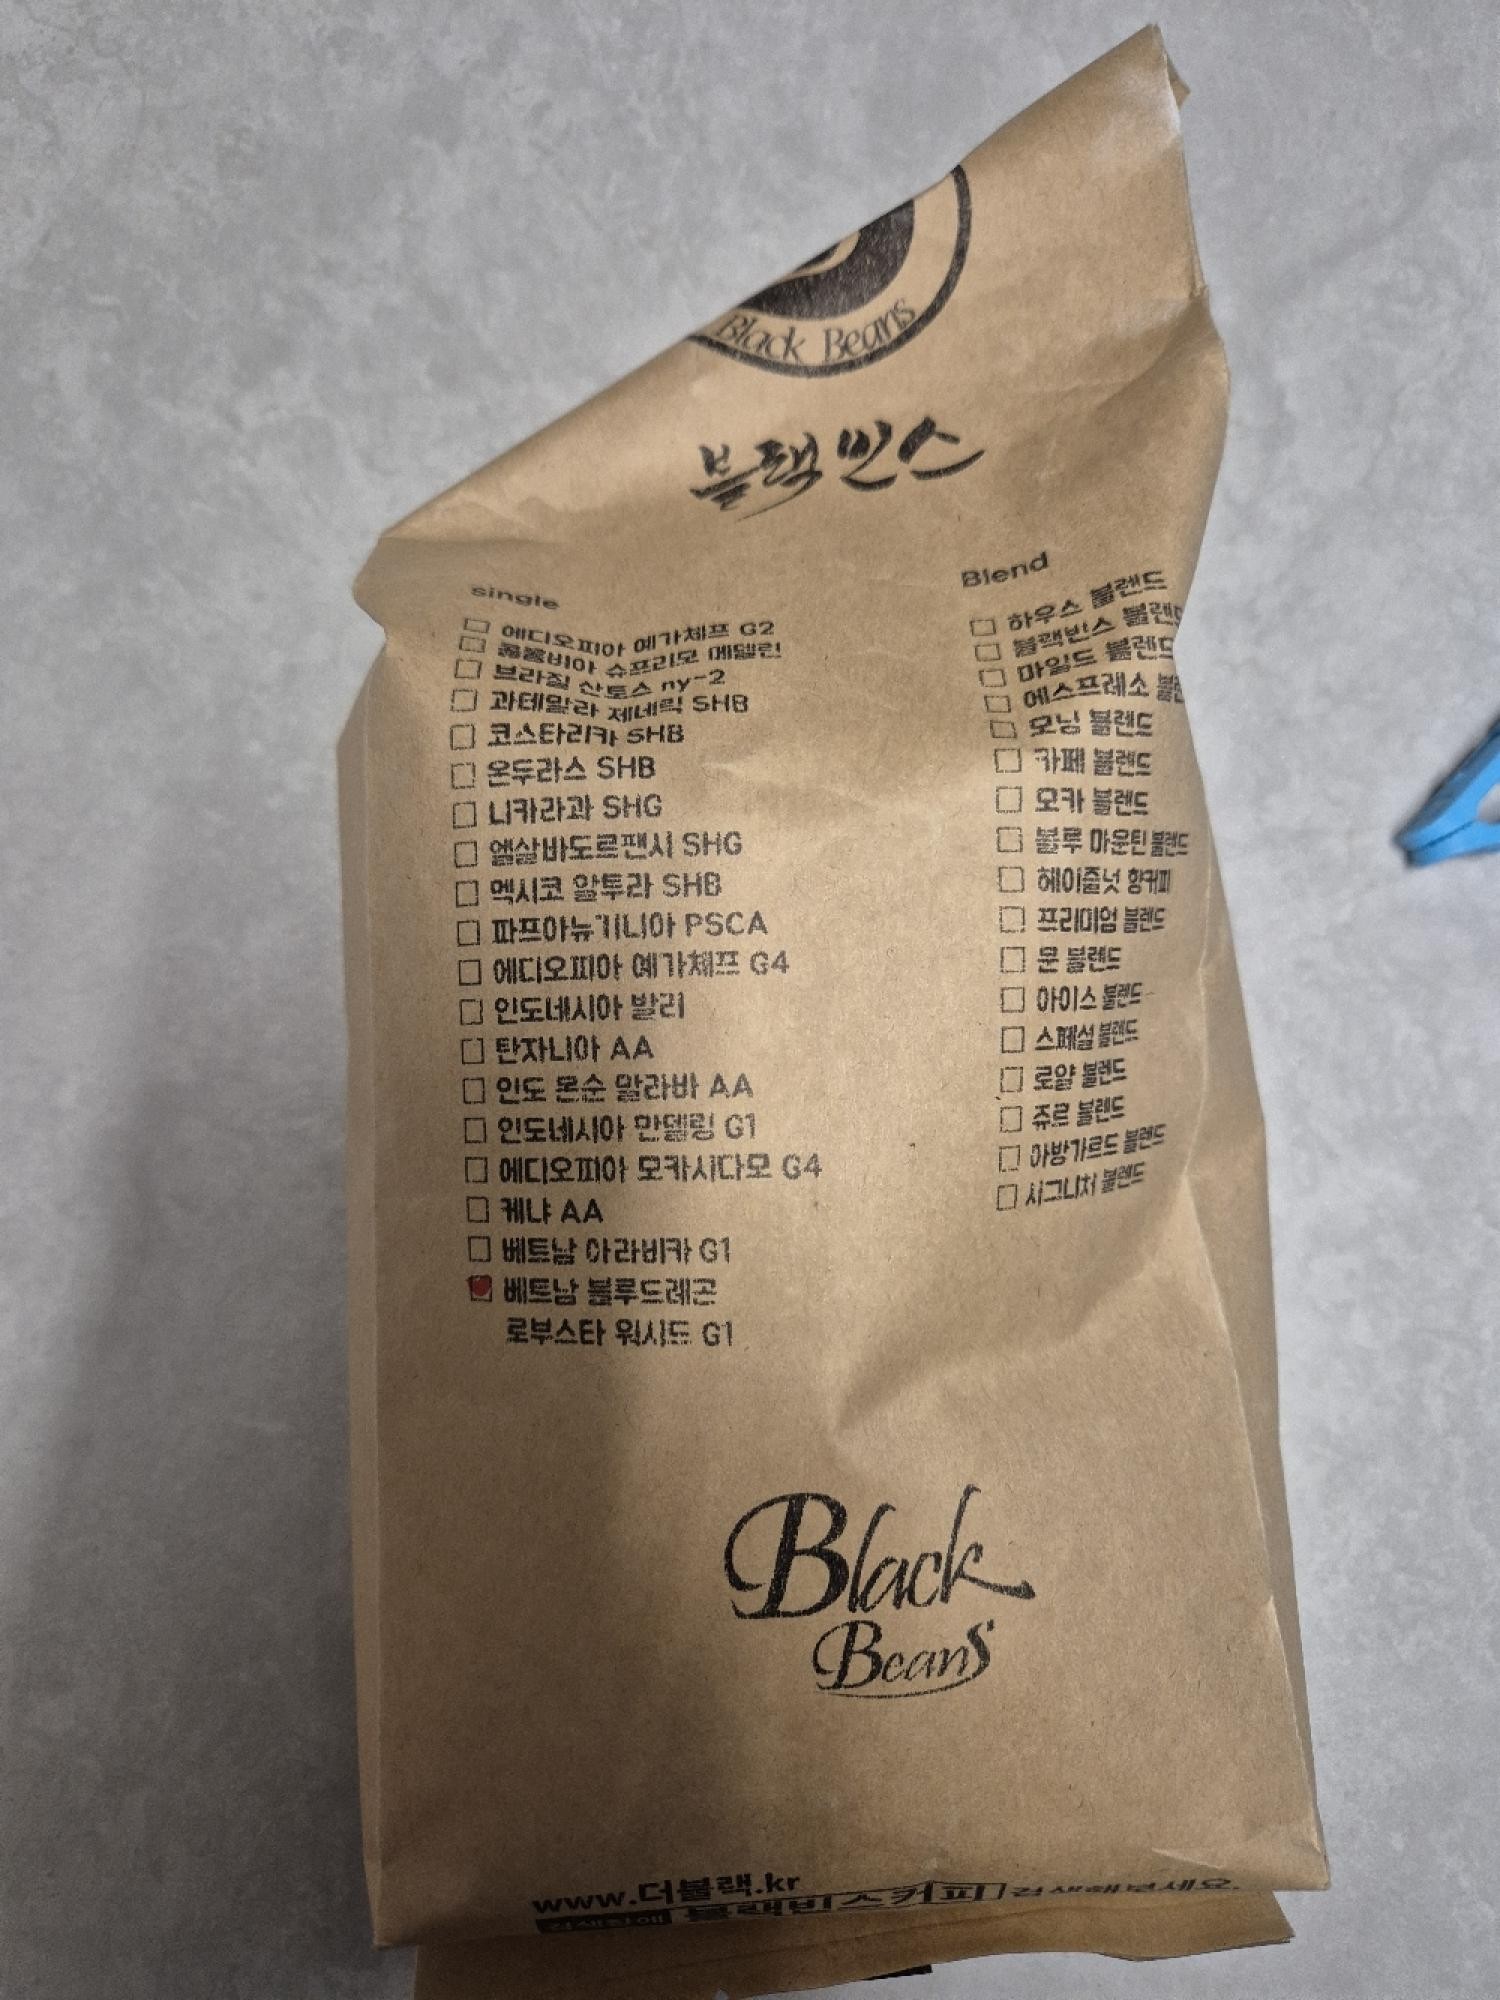 Black Beans
블랙빈스
single
에디오피아 예가체프 G2
콜롬비아 슈프리모 메델린
브라질 산토스 ny-2
과테말라 제네릭 SHB
코스타리카 SHB
온두라스 SHB
니카라과 SHG
엘살바도르팬시 SHG
멕시코 알투라 SHB
파프아뉴기니아 PSCA
에디오피아 예가체프 G4
인도네시아 발리
탄자니아 AA
인도 몬순 말라바 AA
인도네시아 만델링 G1
에디오피아 모카시다모 G4
케냐 AA
베트남 아라비카 G1
베트남 블루드레곤
로부스타 워시드 G1
Blend
하우스 블렌드
블랙빈스 블렌드
마일드 블렌드
에스프레소 블렌
모닝 블렌드
카페 블렌드
모카 블렌드
블루 마운틴 블렌드
헤이즐넛 향커피
프리미엄 블렌드
문 블렌드
아이스 블렌드
스페셜 블렌드
로얄 블렌드
쥬르 블렌드
아방가르드 블렌드
시그니처 블렌드
Black
Beans
www.더블랙.kr
검색창에 블랙빈스커피 검색해보세요.